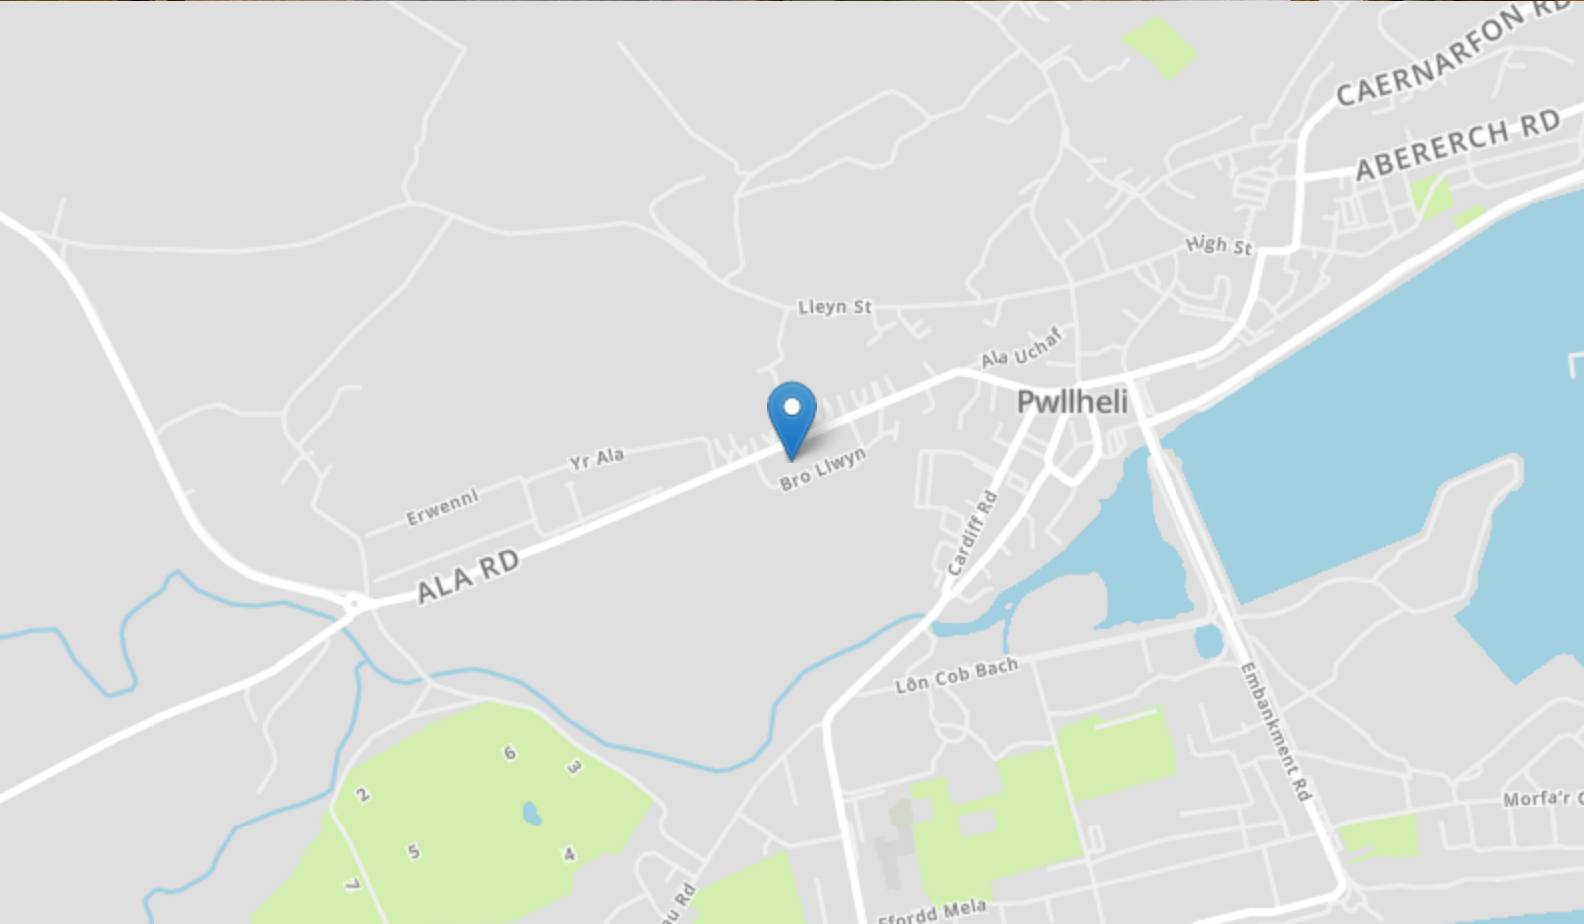 CAERNARFON RD
ABERERCH RD
High St
Lleyn St
Ala Uchaf
Pwllheli
Yr Ala
Bro Llwyn
Erwenni
Cardiff Rd
ALA RD
Lôn Cob Bach
Embankment Rd
6
3
2
Morfa'r
5
4
7
Rd
Ffordd Mela